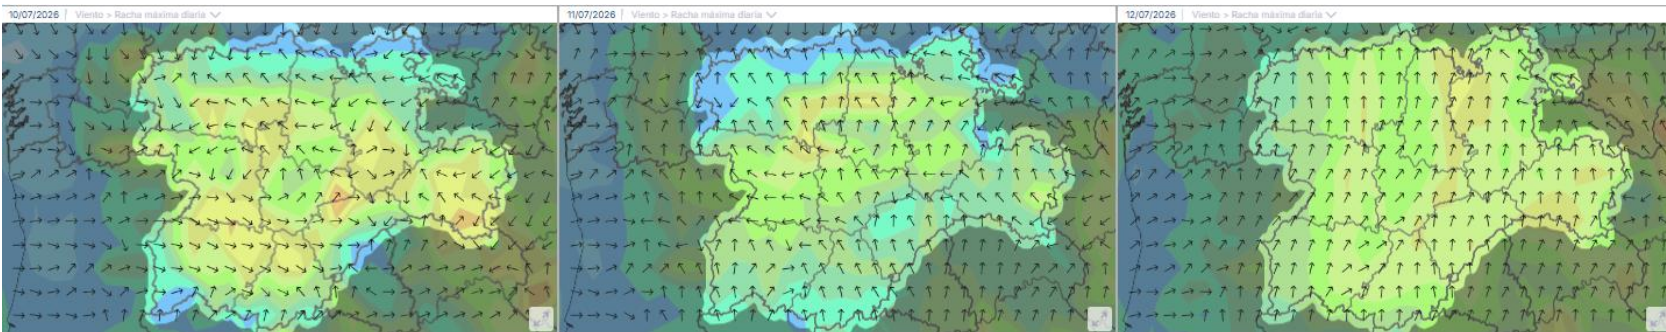 10/07/2026 Viento > Racha máxima diaria
11/07/2026 Viento > Racha máxima diaria
12/07/2026 Viento > Racha máxima diaria